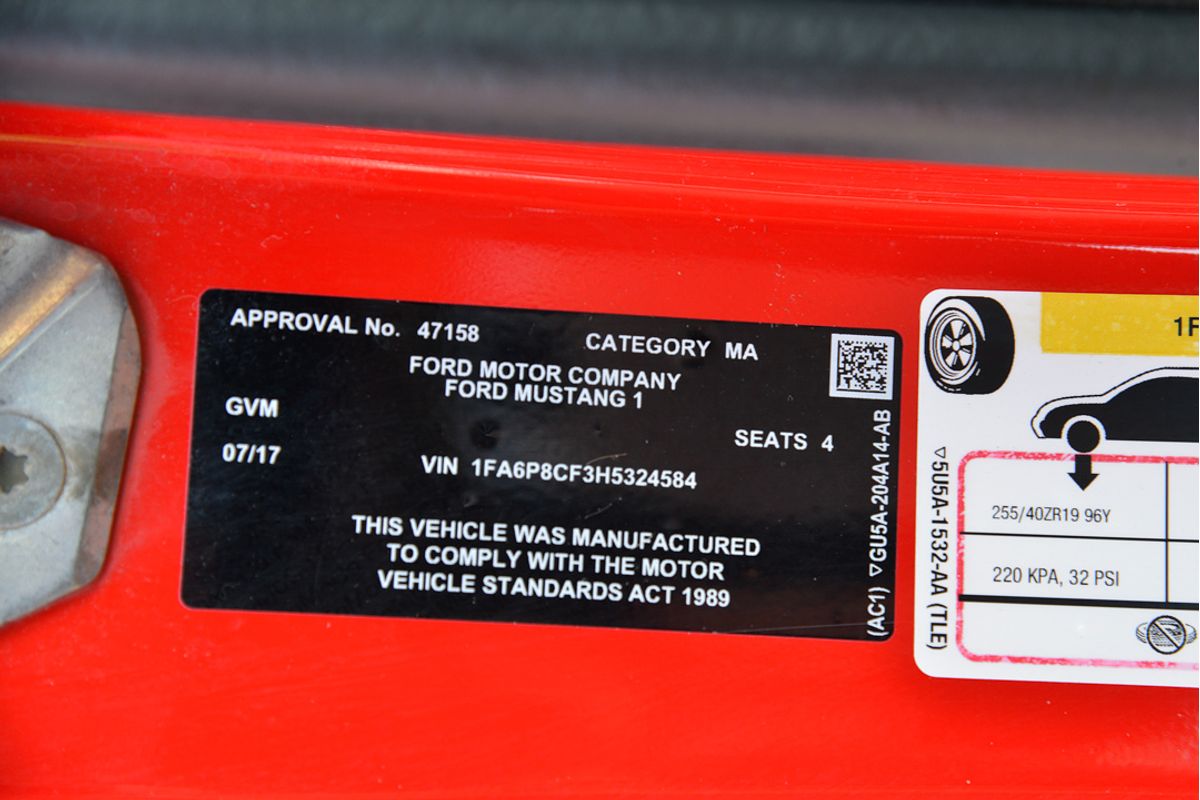 APPROVAL No. 47158 CATEGORY MA
FORD MOTOR COMPANY
FORD MUSTANG 1
GVM
SEATS 4
07/17
VIN 1FA6P8CF3H5324584
THIS VEHICLE WAS MANUFACTURED
TO COMPLY WITH THE MOTOR
VEHICLE STANDARDS ACT 1989
(AC1) ▽GU5A-204A14-AB
▽5U5A-1532-AA (TLE)
255/40ZR19 96Y
220 KPA, 32 PSI